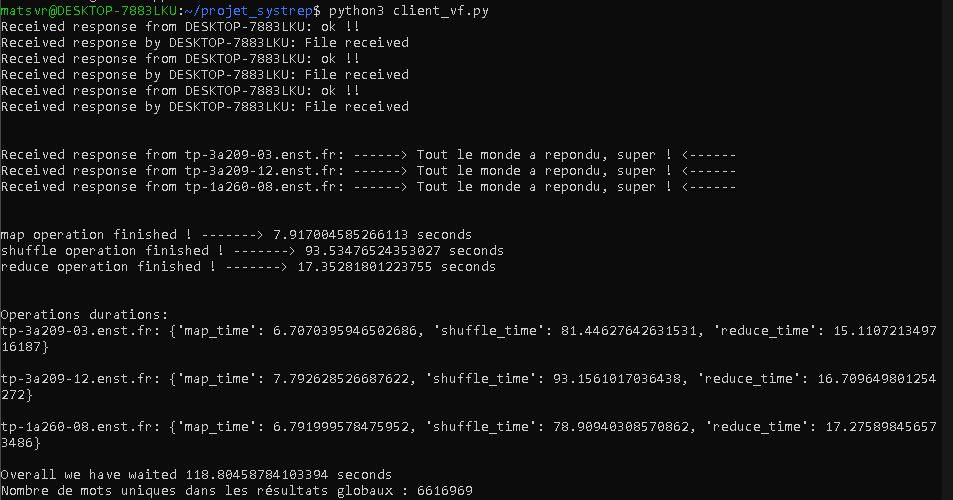 matsvr@DESKTOP-7883LKU:~/projet_systrep$ python3 client_vf.py
Received response from DESKTOP-7883LKU: ok !!
Received response by DESKTOP-7883LKU: File received
Received response from DESKTOP-7883LKU: ok !!
Received response by DESKTOP-7883LKU: File received
Received response from DESKTOP-7883LKU: ok !!
Received response by DESKTOP-7883LKU: File received
Received response from tp-3a209-03.enst.fr: ------> Tout le monde a repondu, super ! <------
Received response from tp-3a209-12.enst.fr: ------> Tout le monde a repondu, super ! <------
Received response from tp-1a260-08.enst.fr: ------> Tout le monde a repondu, super ! <------
map operation finished ! -------> 7.917004585266113 seconds
shuffle operation finished ! -------> 93.53476524353027 seconds
reduce operation finished ! -------> 17.35281801223755 seconds
Operations durations:
tp-3a209-03.enst.fr: {'map_time': 6.7070395946502686, 'shuffle_time': 81.44627642631531, 'reduce_time': 15.1107213497
16187}
tp-3a209-12.enst.fr: {'map_time': 7.792628526687622, 'shuffle_time': 93.1561017036438, 'reduce_time': 16.709649801254
272}
tp-1a260-08.enst.fr: {'map_time': 6.791999578475952, 'shuffle_time': 78.90940308570862, 'reduce_time': 17.27589845657
3486}
Overall we have waited 118.80458784103394 seconds
Nombre de mots uniques dans les résultats globaux : 6616969